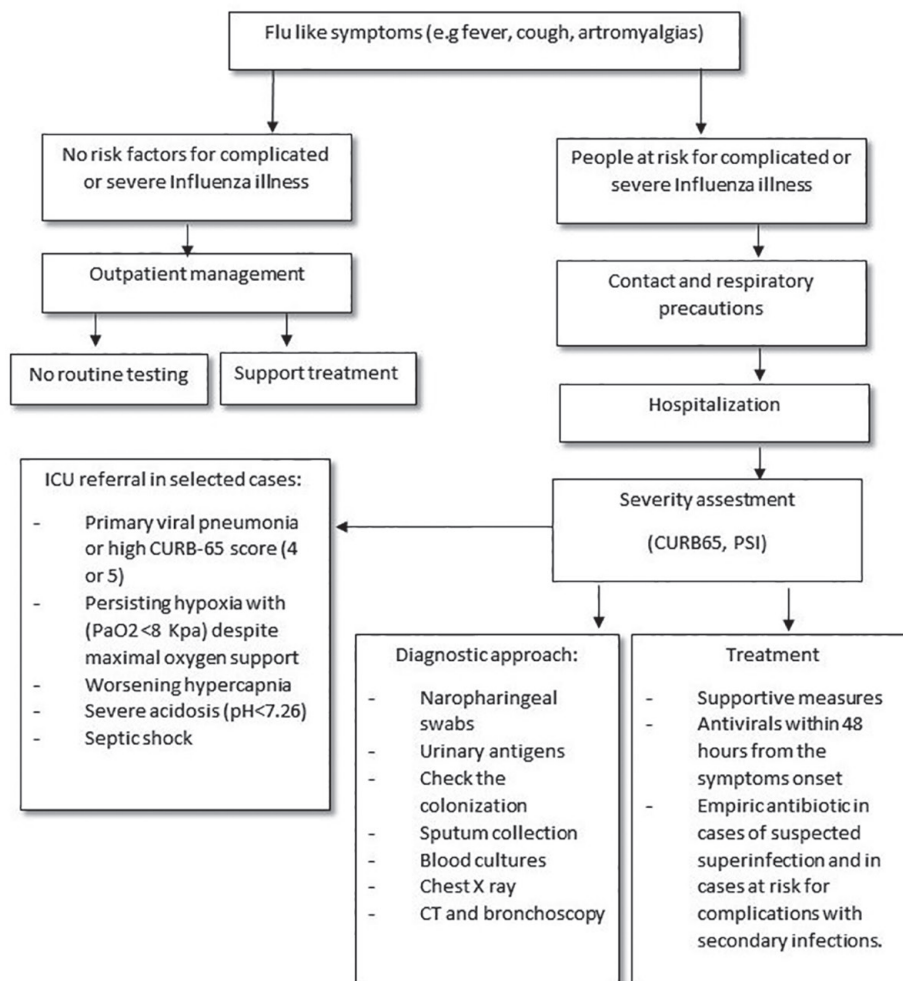 Flu like symptoms (e.g fever, cough, artromyalgias)
No risk factors for complicated
or severe Influenza illness
People at risk for complicated or
severe Influenza illness
Outpatient management
Contact and respiratory
precautions
No routine testing
Support treatment
Hospitalization
ICU referral in selected cases:
- Primary viral pneumonia
or high CURB-65 score (4
or 5)
- Persisting hypoxia with
(PaO2<8 Kpa) despite
maximal oxygen support
- Worsening hypercapnia
- Severe acidosis (pH<7.26)
- Septic shock
Severity assestment
(CURB65, PSI)
Diagnostic approach:
- Naropharingeal
swabs
- Urinary antigens
- Check the
colonization
- Sputum collection
- Blood cultures
- Chest X ray
- CT and bronchoscopy
Treatment
- Supportive measures
- Antivirals within 48
hours from the
symptoms onset
- Empiric antibiotic in
cases of suspected
superinfection and in
cases at risk for
complications with
secondary infections.